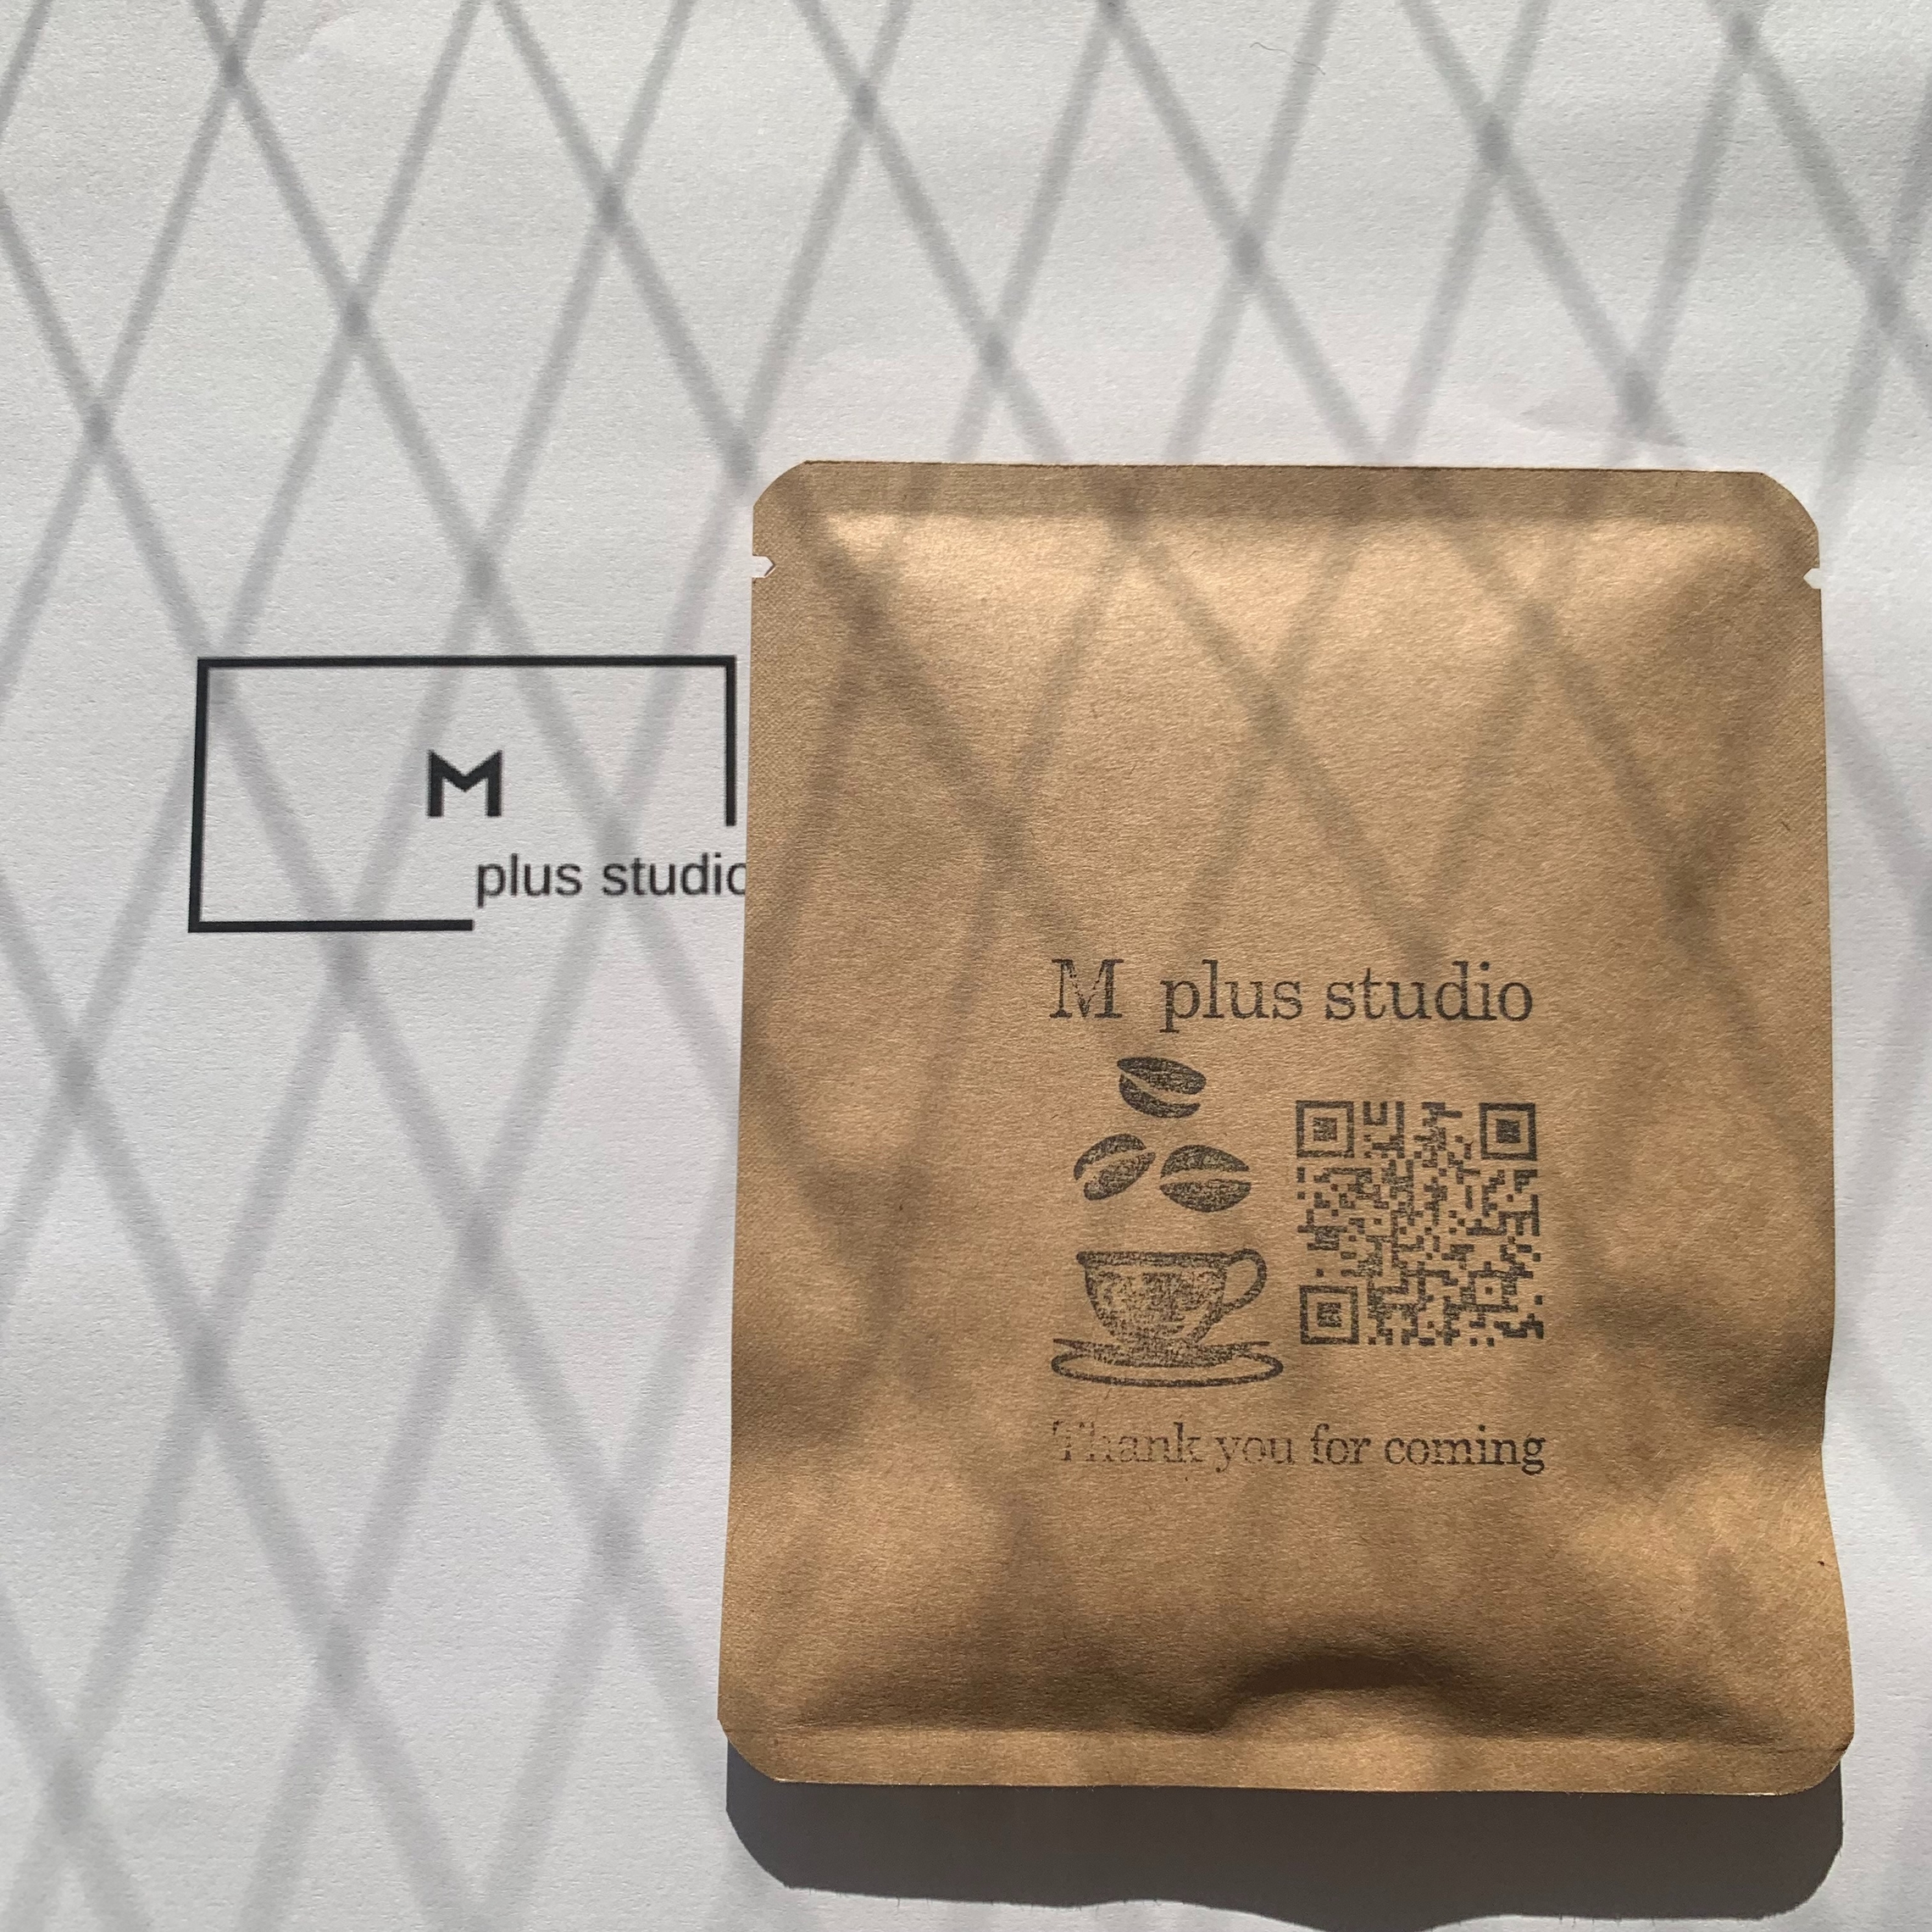 M
plus studio
M plus studio
Thank you for coming